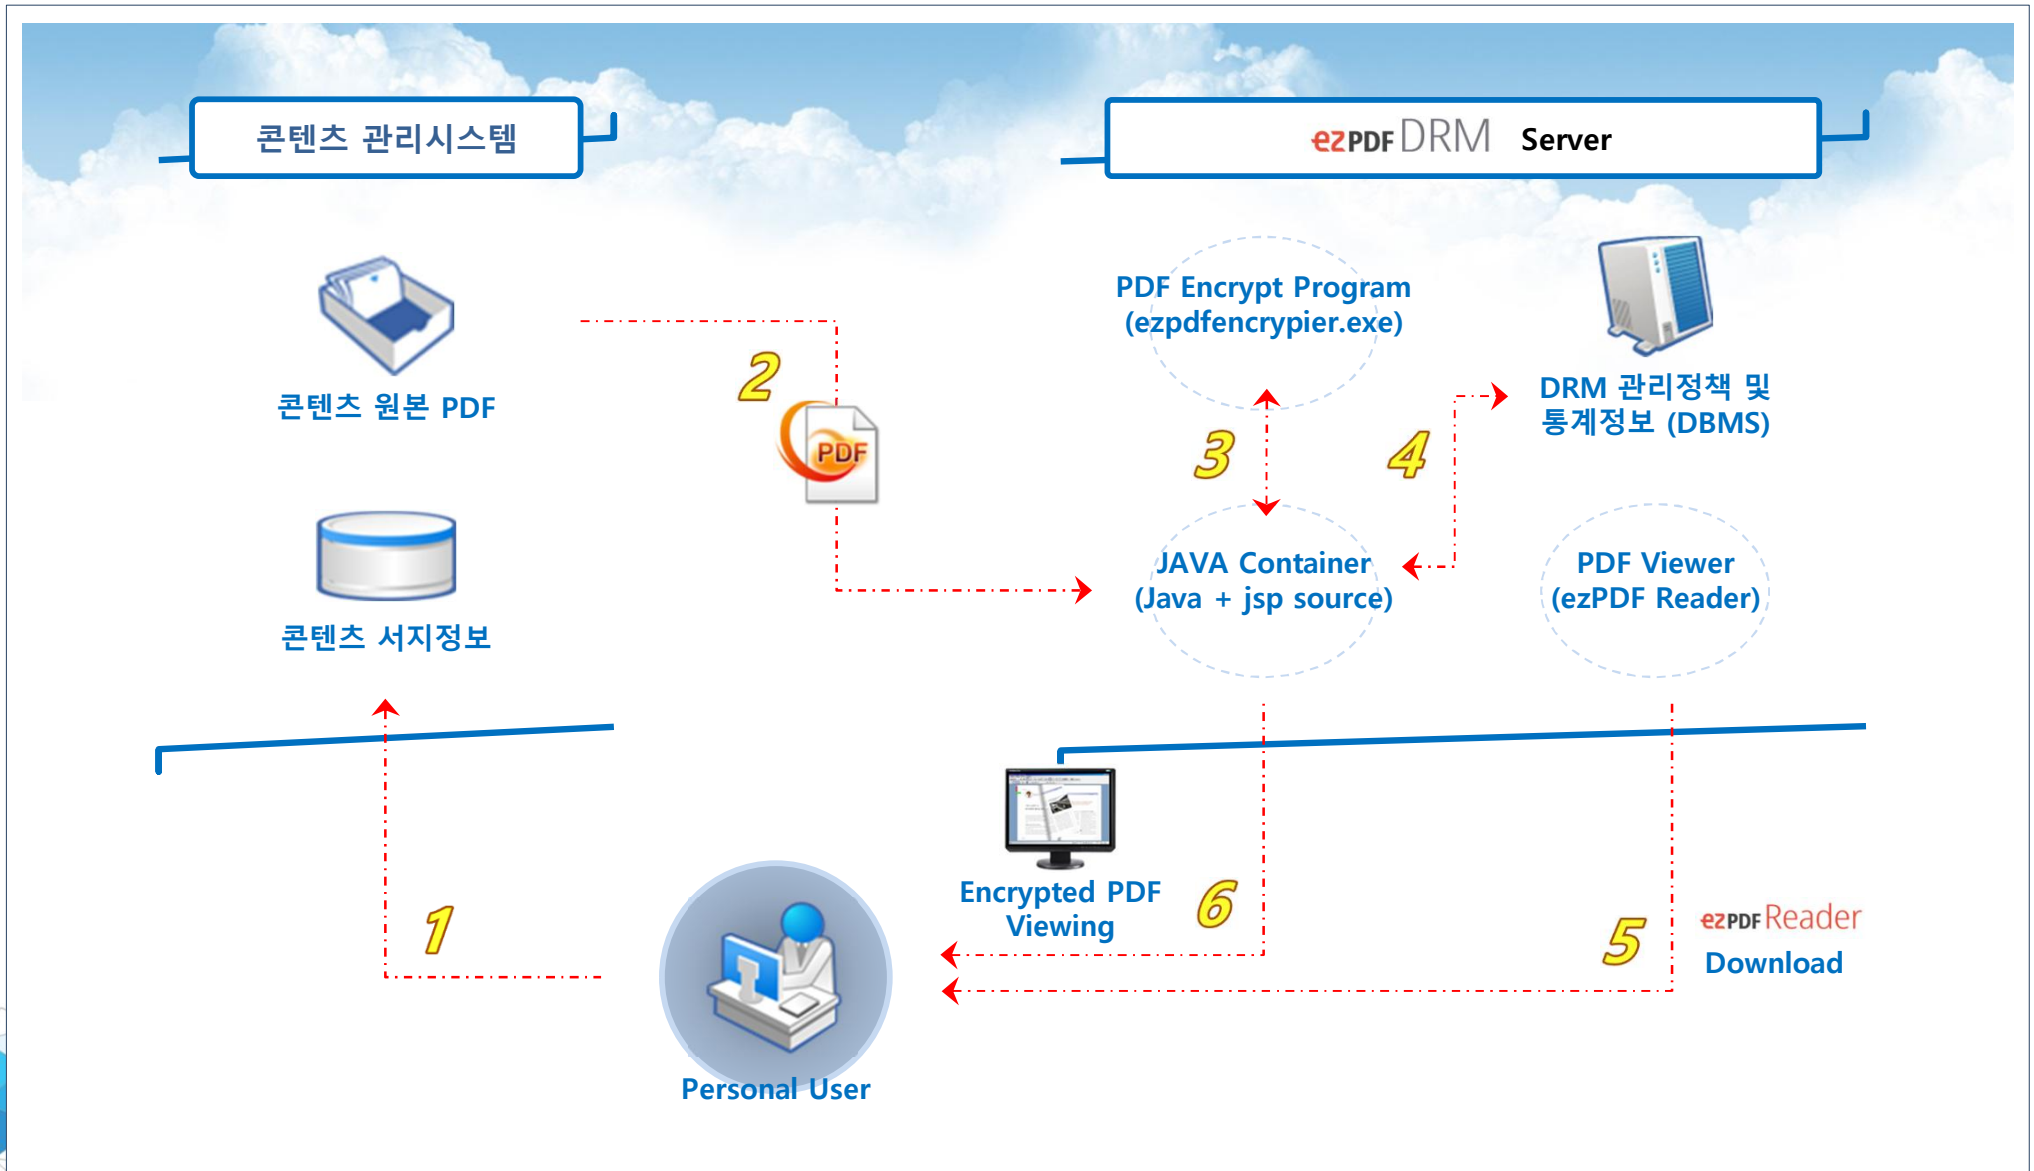 콘텐츠 관리시스템
ezPDF DRM Server
콘텐츠 원본 PDF
2
PDF
콘텐츠 서지정보
PDF Encrypt Program
(ezpdfencrypier.exe)
3
4
DRM 관리정책 및
통계정보 (DBMS)
JAVA Container
(Java + jsp source)
PDF Viewer
(ezPDF Reader)
1
Encrypted PDF
Viewing
6
5
ezPDF Reader
Download
Personal User